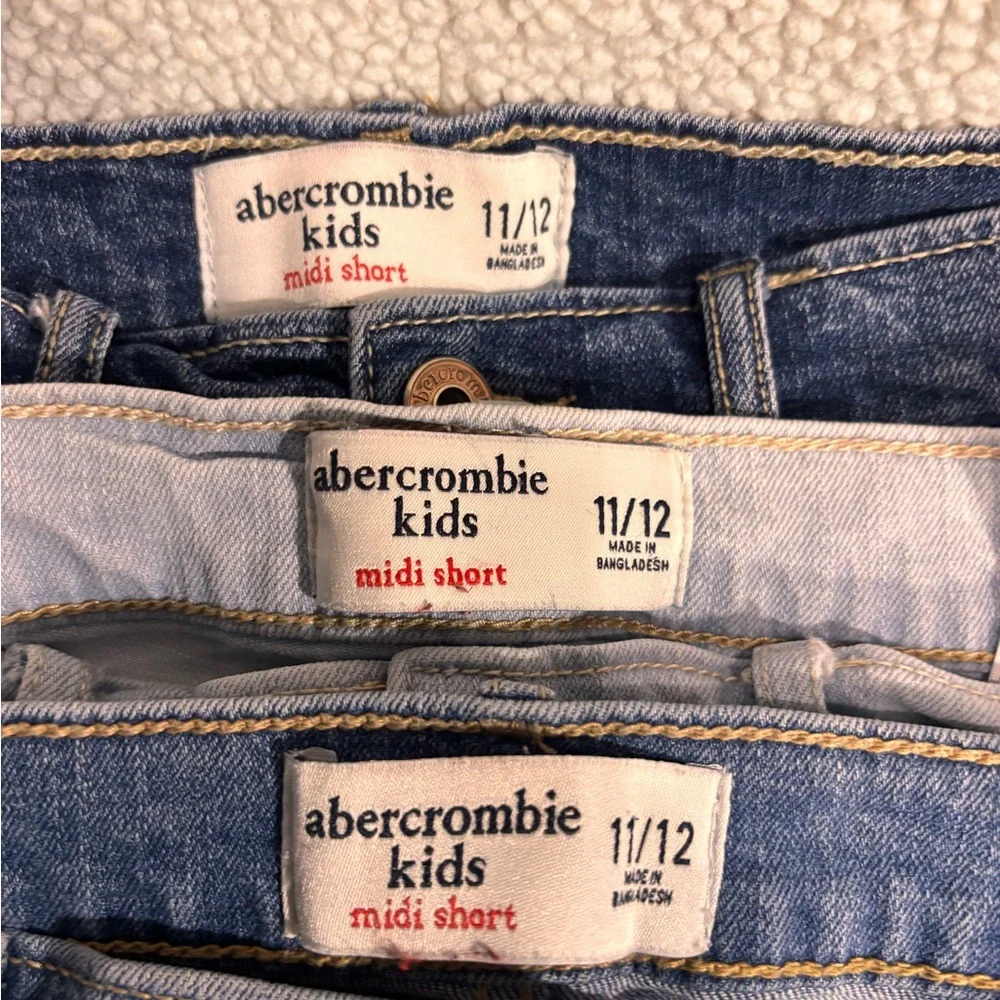 abercrombie
kids
midi short
11/12
MADE IN
BANGLADESH
abercrombie
kids
midi short
11/12
MADE IN
BANGLADESH
abercrombie
kids
midi short
11/12
MADE IN
BANGLADESH